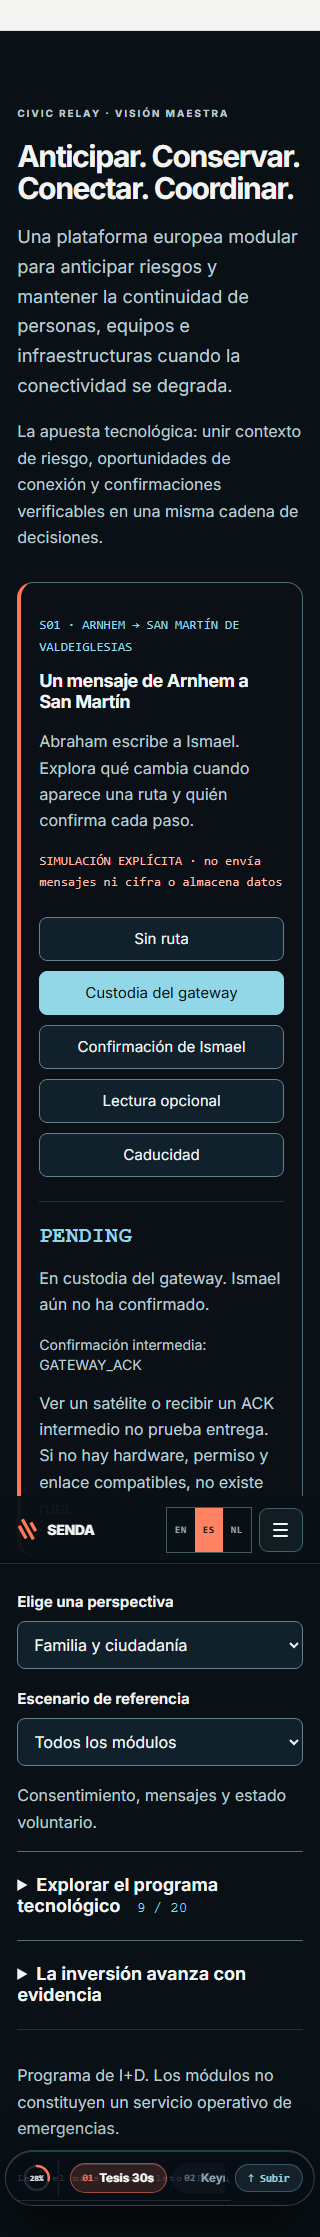 CIVIC RELAY · VISIÓN MAESTRA
Anticipar. Conservar.
Conectar. Coordinar.
Una plataforma europea modular
para anticipar riesgos y
mantener la continuidad de
personas, equipos e
infraestructuras cuando la
conectividad se degrada.
La apuesta tecnológica: unir contexto
de riesgo, oportunidades de
conexión y confirmaciones
verificables en una misma cadena de
decisiones.
S01 · ARNHEM → SAN MARTÍN DE
VALDEIGLESIAS
Un mensaje de Arnhem a
San Martín
Abraham escribe a Ismael.
Explora qué cambia cuando
aparece una ruta y quién
confirma cada paso.
SIMULACIÓN EXPLÍCITA · no envía
mensajes ni cifra o almacena datos
Sin ruta
Custodia del gateway
Confirmación de Ismael
Lectura opcional
Caducidad
PENDING
En custodia del gateway. Ismael
aún no ha confirmado.
Confirmación intermedia:
GATEWAY_ACK
Ver un satélite o recibir un ACK
intermedio no prueba entrega.
Si no hay hardware, permiso y
enlace compatibles, no existe
ruta.
SENDA EN ES NL
Elige una perspectiva
Familia y ciudadanía
Escenario de referencia
Todos los módulos
Consentimiento, mensajes y estado
voluntario.
▶ Explorar el programa
tecnológico 9 / 20
▶ La inversión avanza con
evidencia
Programa de I+D. Los módulos no
constituyen un servicio operativo de
emergencias.
28% 01 Tesis 30s 02 Keyn ↑ Subir